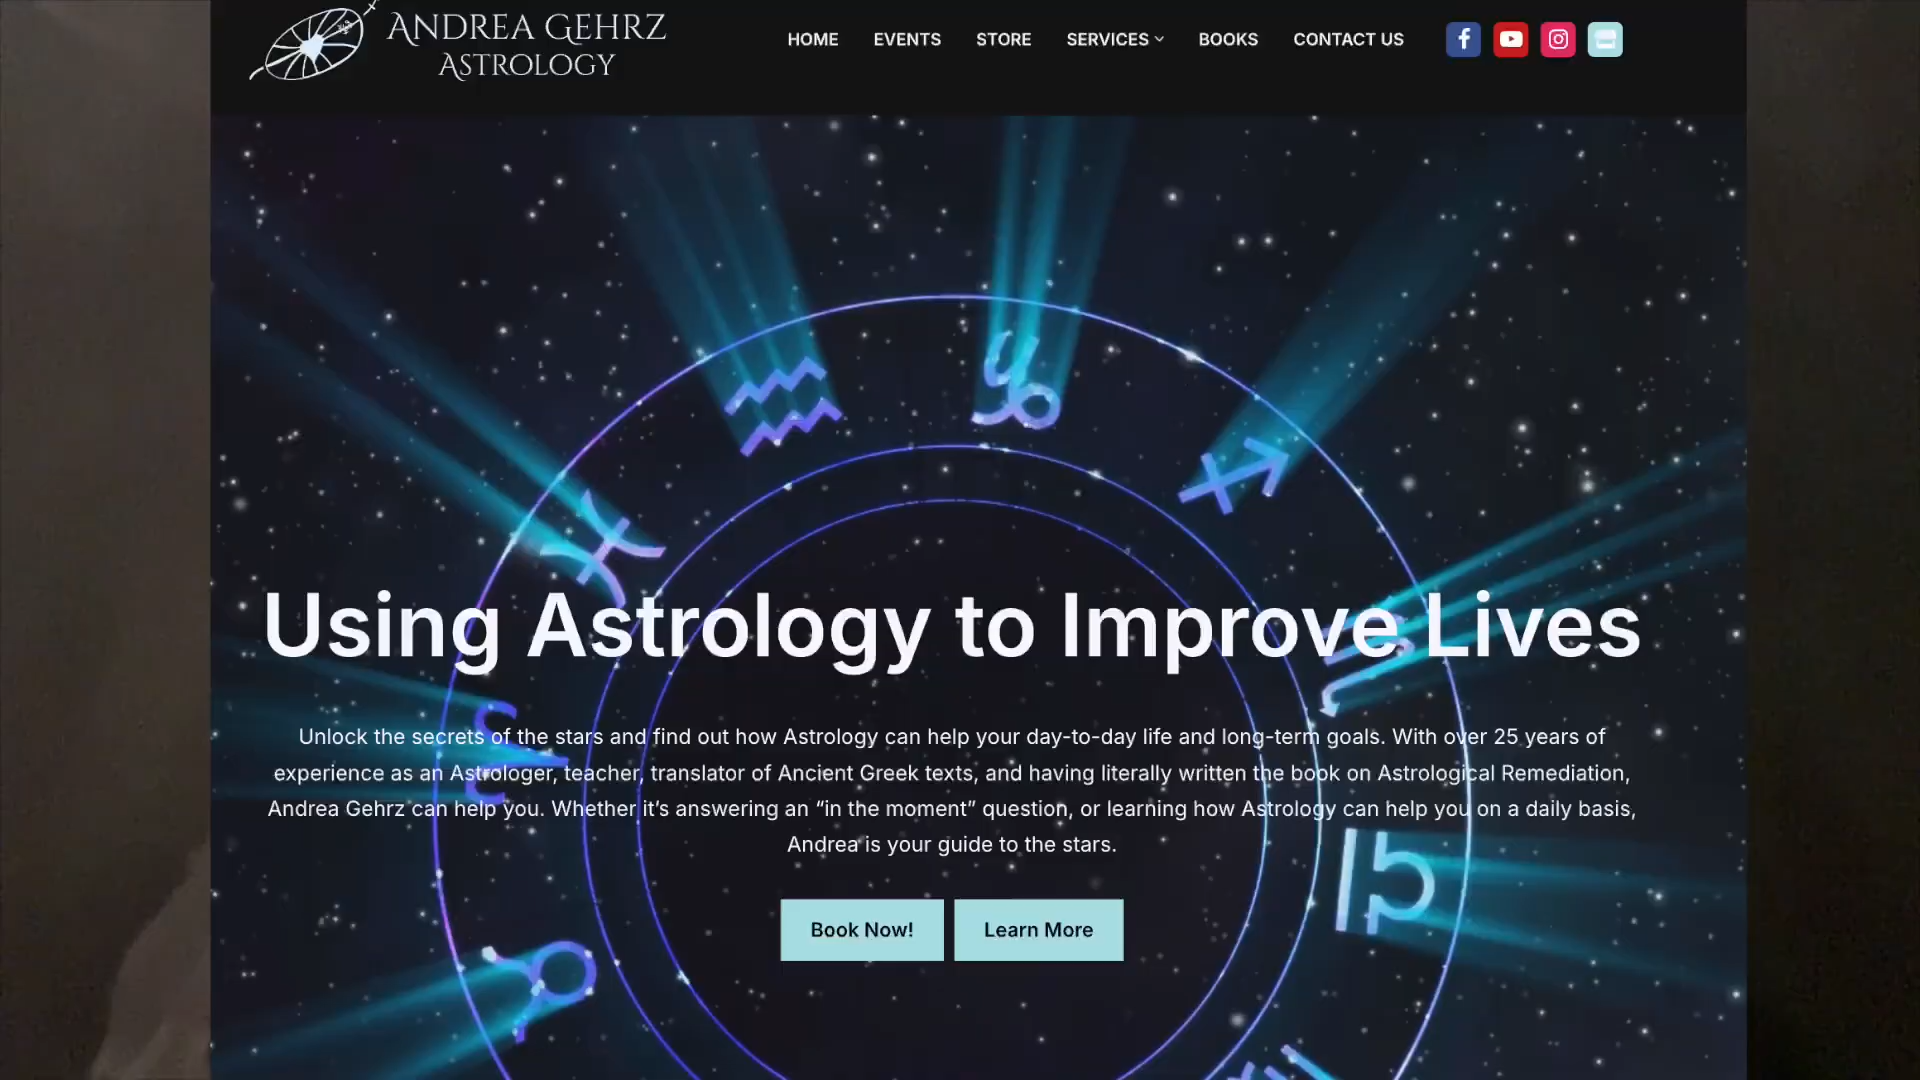 ANDREA GEHRZ
ASTROLOGY
HOME EVENTS STORE SERVICES BOOKS CONTACT US
Using Astrology to Improve Lives
Unlock the secrets of the stars and find out how Astrology can help your day-to-day life and long-term goals. With over 25 years of
experience as an Astrologer, teacher, translator of Ancient Greek texts, and having literally written the book on Astrological Remediation,
Andrea Gehrz can help you. Whether it’s answering an “in the moment” question, or learning how Astrology can help you on a daily basis,
Andrea is your guide to the stars.
Book Now! Learn More